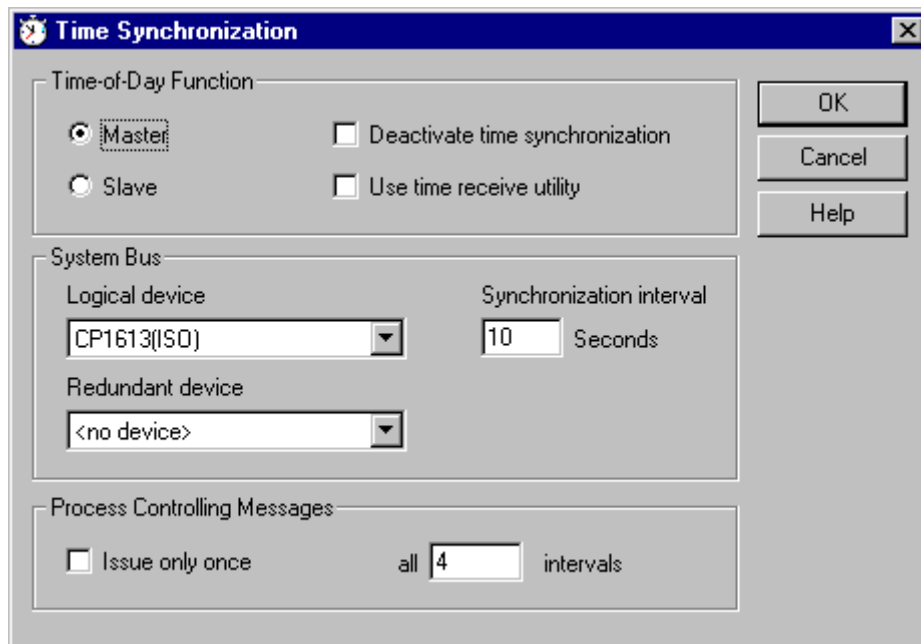 Time Synchronization
Time-of-Day Function
Master
Deactivate time synchronization
Slave
Use time receive utility
OK
Cancel
Help
System Bus
Logical device
Synchronization interval
CP1613(ISO)
10 Seconds
Redundant device
<no device>
Process Controlling Messages
Issue only once
all 4 intervals